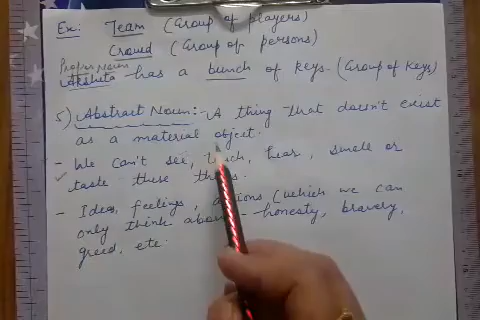 Ex: Team (Group of players)
Crowd (Group of persons)
Proper Noun
Akshita has a bunch of keys. (Group of Keys)
5) Abstract Noun:- A thing that doesn't exist
as a material object.
- We can't see, touch, hear, smell or
taste these things.
- Idea, feelings, actions (which we can
only think about - honesty, bravery,
greed, etc.